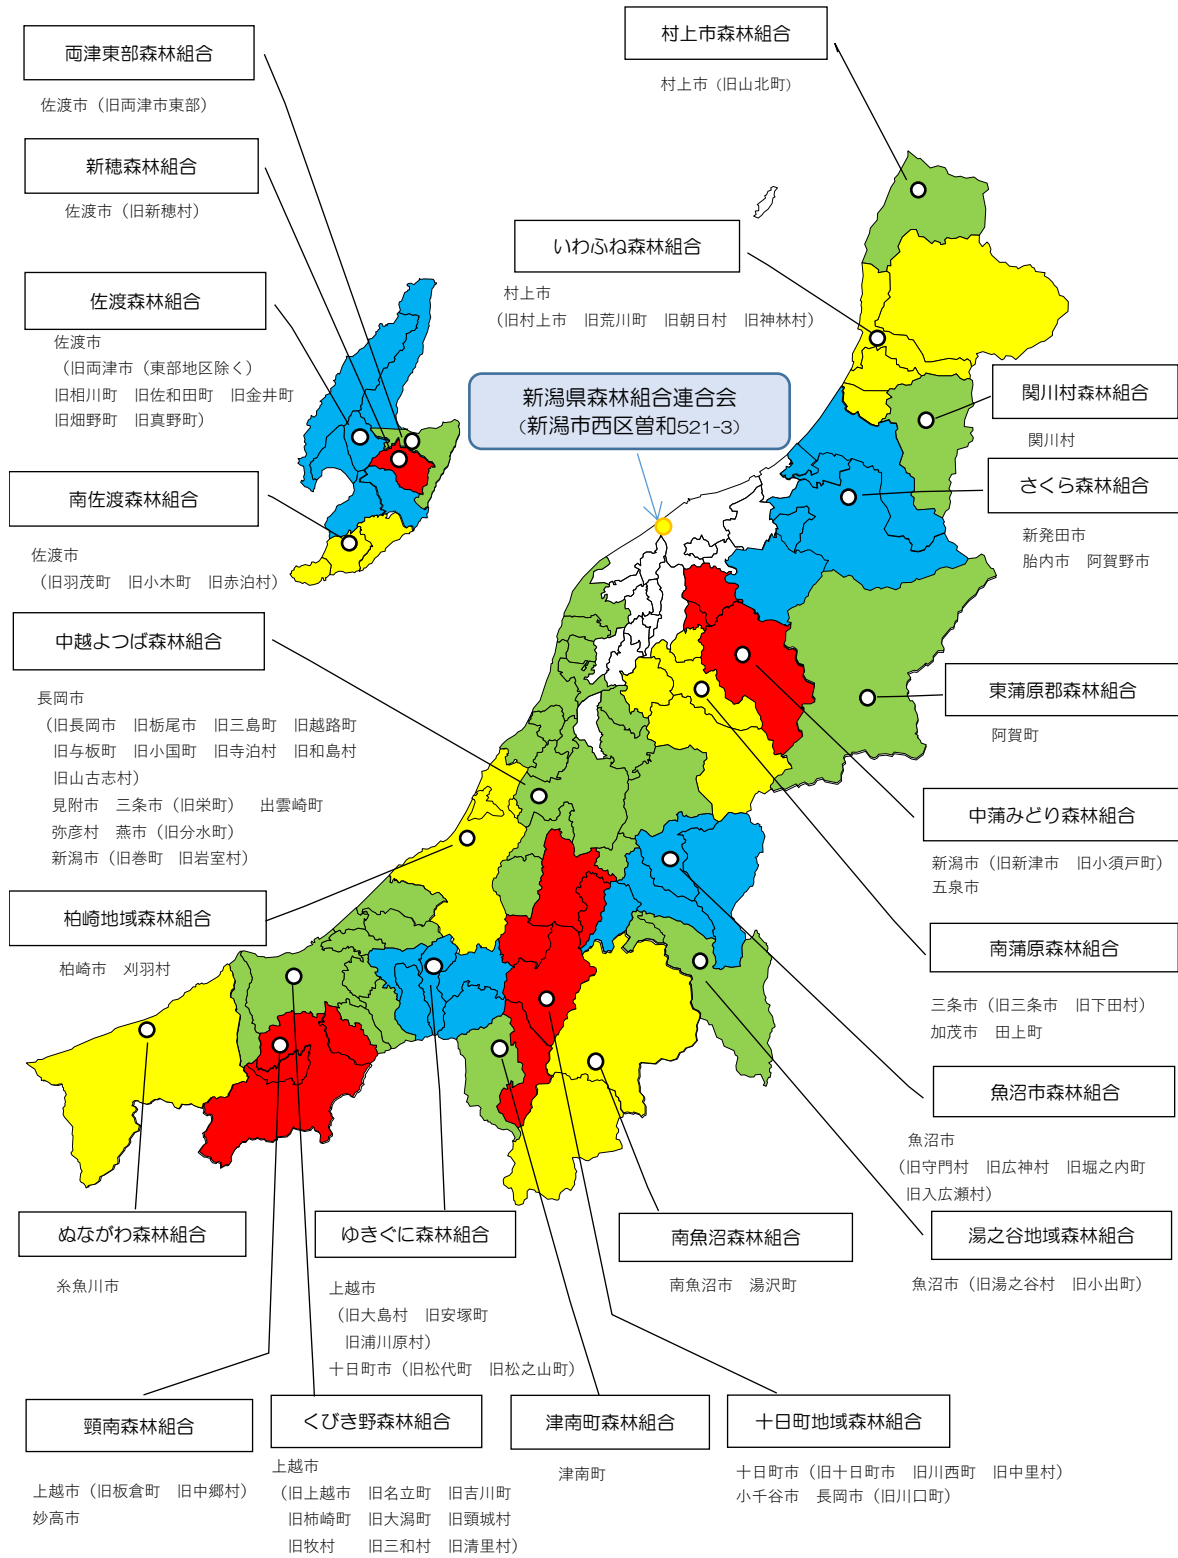 両津東部森林組合
佐渡市（旧両津市東部）
新穂森林組合
佐渡市（旧新穂村）
佐渡森林組合
佐渡市
（旧両津市（東部地区除く）
旧相川町　旧佐和田町　旧金井町
旧畑野町　旧真野町）
南佐渡森林組合
佐渡市
（旧羽茂町　旧小木町　旧赤泊村）
村上市森林組合
村上市（旧山北町）
いわふね森林組合
村上市
（旧村上市　旧荒川町　旧朝日村　旧神林村）
新潟県森林組合連合会
（新潟市西区曽和521-3）
関川村森林組合
関川村
さくら森林組合
新発田市
胎内市　阿賀野市
中越よつば森林組合
長岡市
（旧長岡市　旧栃尾市　旧三島町　旧越路町
旧与板町　旧小国町　旧寺泊村　旧和島村
旧山古志村）
見附市　三条市（旧栄町）　出雲崎町
弥彦村　燕市（旧分水町）
新潟市（旧巻町　旧岩室村）
東蒲原郡森林組合
阿賀町
中蒲みどり森林組合
新潟市（旧新津市　旧小須戸町）
五泉市
柏崎地域森林組合
柏崎市　刈羽村
南蒲原森林組合
三条市（旧三条市　旧下田村）
加茂市　田上町
魚沼市森林組合
魚沼市
（旧守門村　旧広神村　旧堀之内町
旧入広瀬村）
ぬながわ森林組合
糸魚川市
ゆきぐに森林組合
上越市
（旧大島村　旧安塚町
旧浦川原村）
十日町市（旧松代町　旧松之山町）
南魚沼森林組合
南魚沼市　湯沢町
湯之谷地域森林組合
魚沼市（旧湯之谷村　旧小出町）
頸南森林組合
上越市（旧板倉町　旧中郷村）
妙高市
くびき野森林組合
上越市
（旧上越市　旧名立町　旧吉川町
旧柿崎町　旧大潟町　旧頸城村
旧牧村　　旧三和村　旧清里村）
津南町森林組合
津南町
十日町地域森林組合
十日町市（旧十日町市　旧川西町　旧中里村）
小千谷市　長岡市（旧川口町）